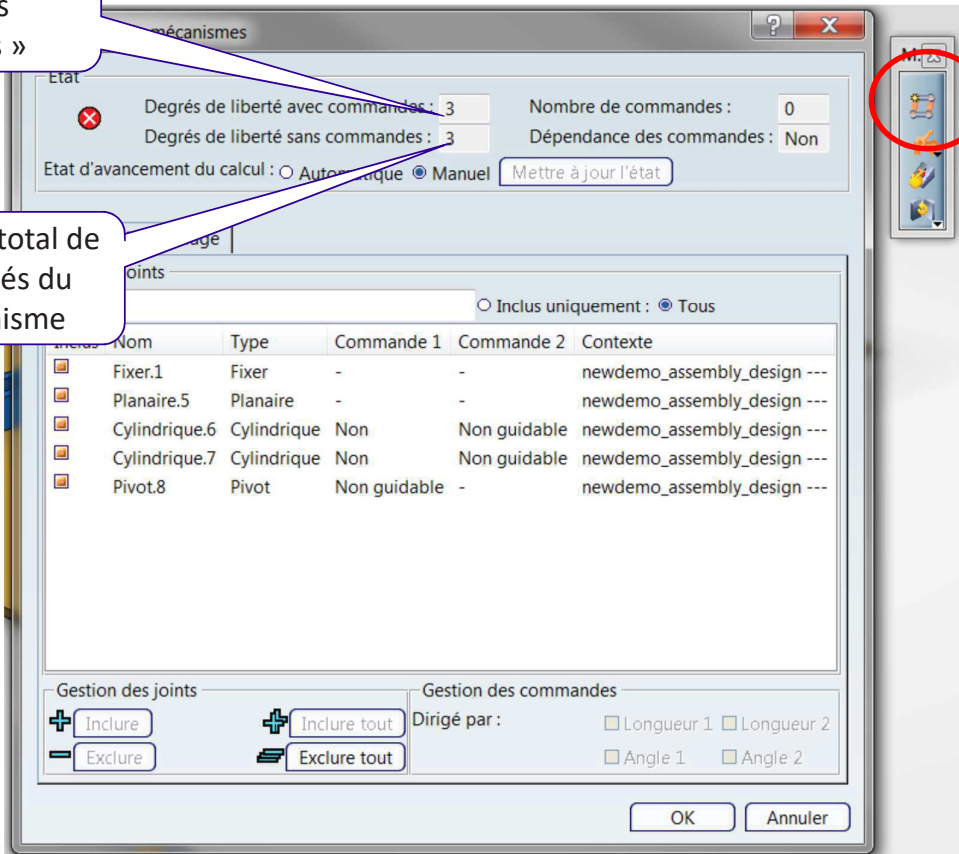 s
s »
mécanismes
? X
M.
Etat
Degrés de liberté avec commandes : 3 Nombre de commandes : 0
Degrés de liberté sans commandes : 3 Dépendance des commandes : Non
Etat d'avancement du calcul : Automatique Manuel Mettre à jour l'état
total de
és du
isme
age
oints
Inclus uniquement : Tous
Inclus Nom Type Commande 1 Commande 2 Contexte
Fixer.1 Fixer - - newdemo_assembly_design ---
Planaire.5 Planaire - - newdemo_assembly_design ---
Cylindrique.6 Cylindrique Non Non guidable newdemo_assembly_design ---
Cylindrique.7 Cylindrique Non Non guidable newdemo_assembly_design ---
Pivot.8 Pivot Non guidable - newdemo_assembly_design ---
Gestion des joints
Gestion des commandes
Inclure Inclure tout Dirigé par : Longueur 1 Longueur 2
Exclure Exclure tout Angle 1 Angle 2
OK Annuler